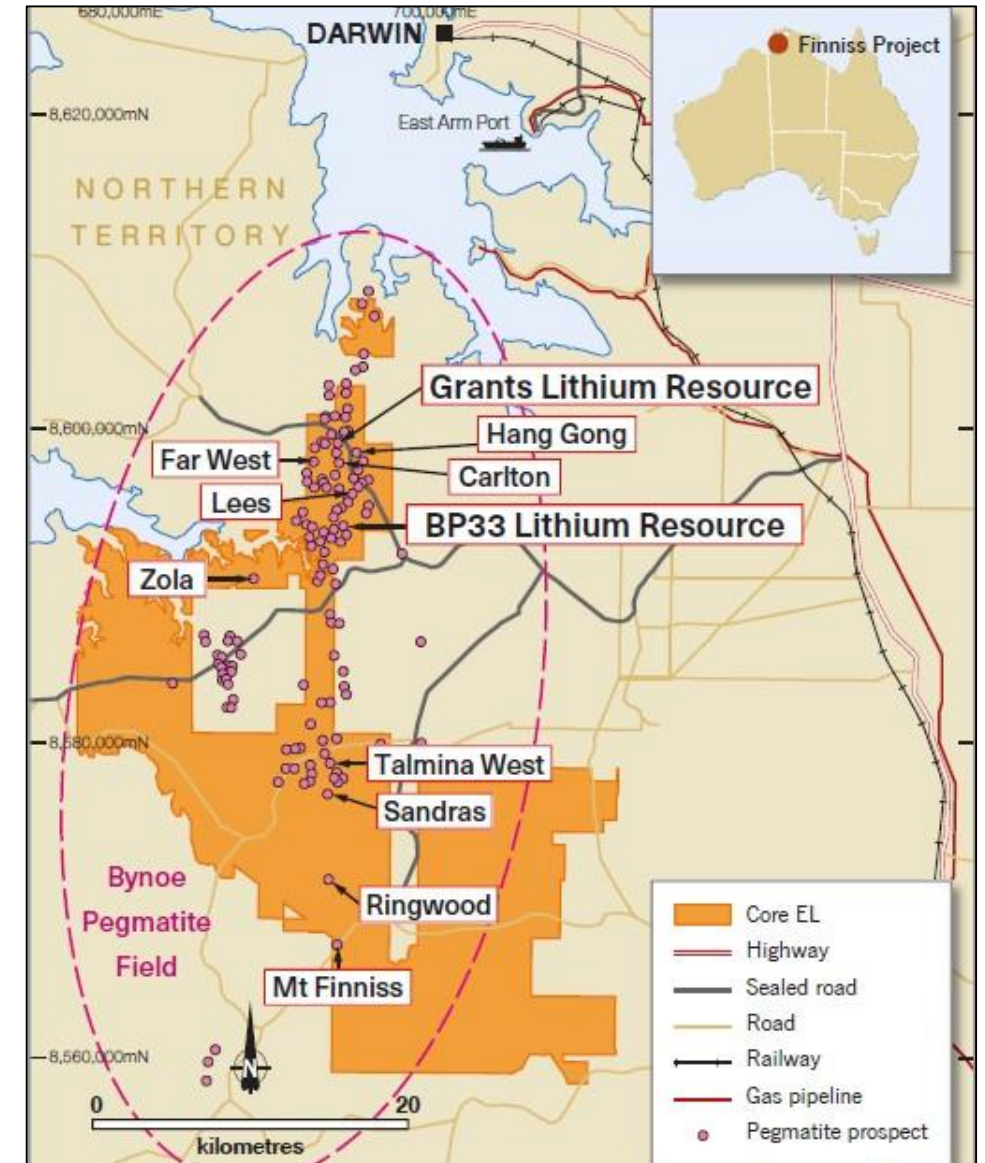 680,000mE
700,000mE
DARWIN
Finniss Project
8,620,000mN
East Arm Port
NORTHERN
TERRITORY
Grants Lithium Resource
8,600,000mN
Hang Gong
Far West
Carlton
Lees
BP33 Lithium Resource
Zola
8,580,000mN
Talmina West
Sandras
Bynoe
Pegmatite
Field
Ringwood
Mt Finniss
8,560,000mN
N
0 20
kilometres
Core EL
Highway
Sealed road
Road
Railway
Gas pipeline
Pegmatite prospect